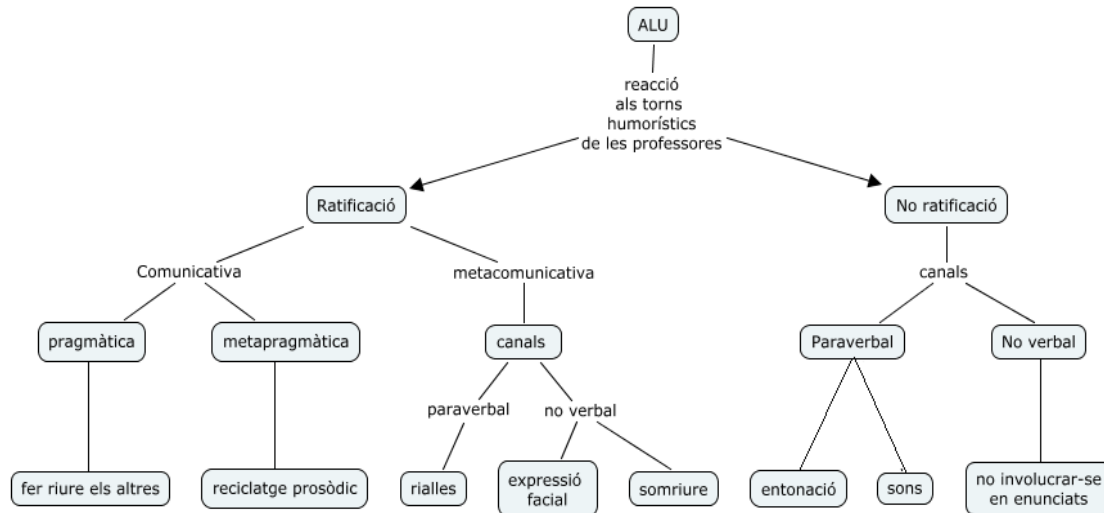 ALU
reacció
als torns
humorístics
de les professores
Ratificació
No ratificació
Comunicativa
metacomunicativa
canals
pragmàtica
metapragmàtica
canals
Paraverbal
No verbal
paraverbal
no verbal
fer riure els altres
reciclatge prosòdic
rialles
expressió
facial
somriure
entonació
sons
no involucrar-se
en enunciats